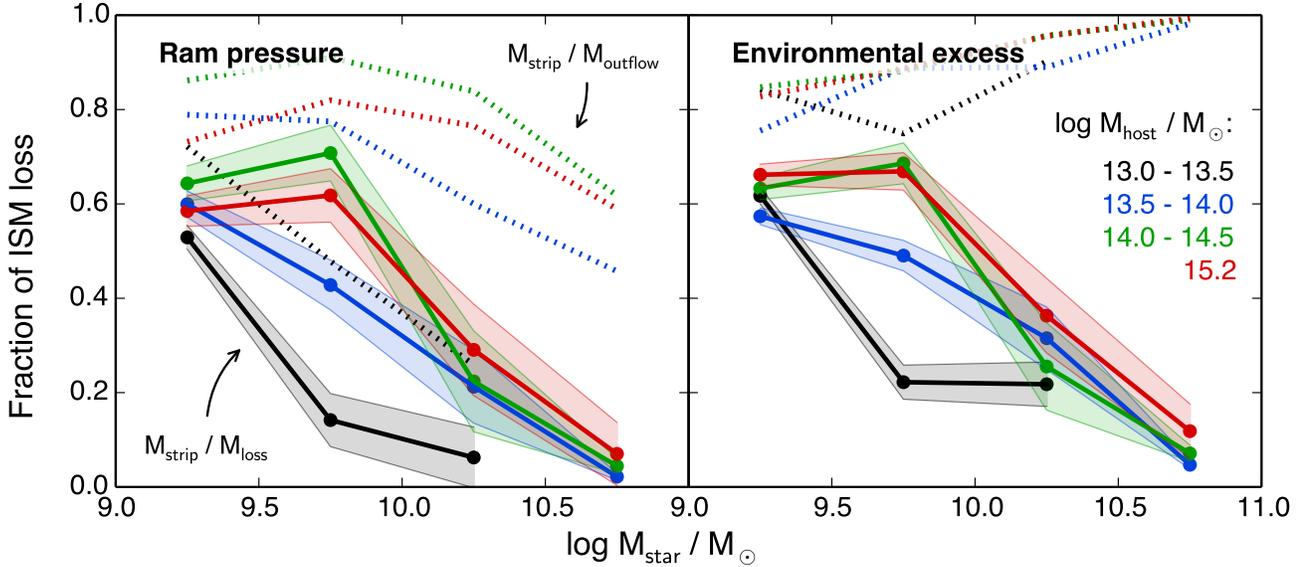 Ram pressure
M_strip / M_outflow
M_strip / M_loss
Environmental excess
log M_host / M_⊙:
13.0 - 13.5
13.5 - 14.0
14.0 - 14.5
15.2
Fraction of ISM loss
1.0
0.8
0.6
0.4
0.2
0.0
9.0 9.5 10.0 10.5 9.0 9.5 10.0 10.5 11.0
log M_star / M_⊙